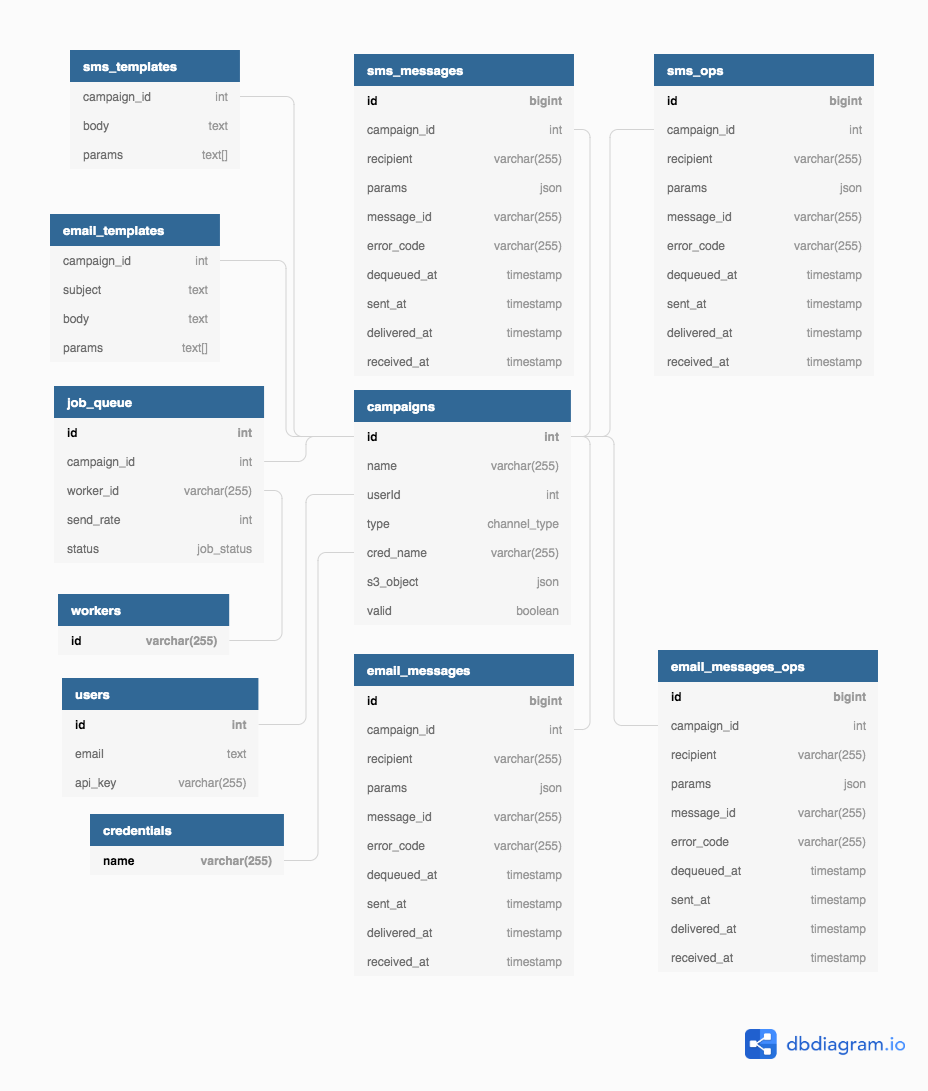 sms_templates
campaign_id int
body text
params text[]
email_templates
campaign_id int
subject text
body text
params text[]
job_queue
id int
campaign_id int
worker_id varchar(255)
send_rate int
status job_status
workers
id varchar(255)
users
id int
email text
api_key varchar(255)
credentials
name varchar(255)
sms_messages
id bigint
campaign_id int
recipient varchar(255)
params json
message_id varchar(255)
error_code varchar(255)
dequeued_at timestamp
sent_at timestamp
delivered_at timestamp
received_at timestamp
campaigns
id int
name varchar(255)
userId int
type channel_type
cred_name varchar(255)
s3_object json
valid boolean
email_messages
id bigint
campaign_id int
recipient varchar(255)
params json
message_id varchar(255)
error_code varchar(255)
dequeued_at timestamp
sent_at timestamp
delivered_at timestamp
received_at timestamp
sms_ops
id bigint
campaign_id int
recipient varchar(255)
params json
message_id varchar(255)
error_code varchar(255)
dequeued_at timestamp
sent_at timestamp
delivered_at timestamp
received_at timestamp
email_messages_ops
id bigint
campaign_id int
recipient varchar(255)
params json
message_id varchar(255)
error_code varchar(255)
dequeued_at timestamp
sent_at timestamp
delivered_at timestamp
received_at timestamp
dbdiagram.io